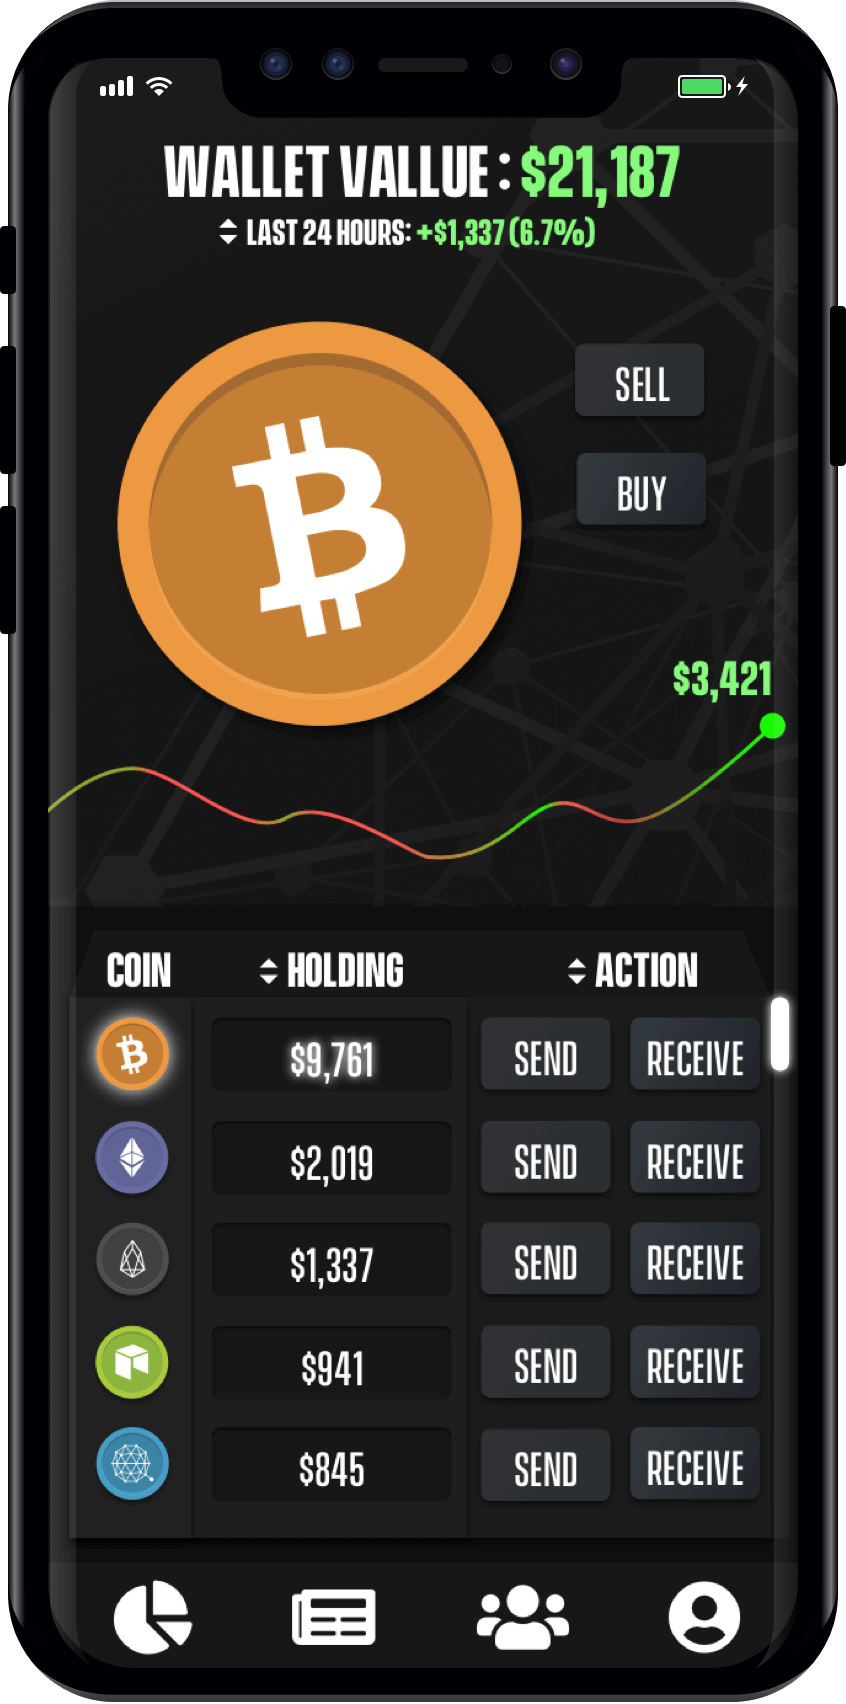 WALLET VALLUE : $21,187
LAST 24 HOURS: +$1,337 (6.7%)
SELL
BUY
$3,421
COIN HOLDING ACTION
$9,761 SEND RECEIVE
$2,019 SEND RECEIVE
$1,337 SEND RECEIVE
$941 SEND RECEIVE
$845 SEND RECEIVE